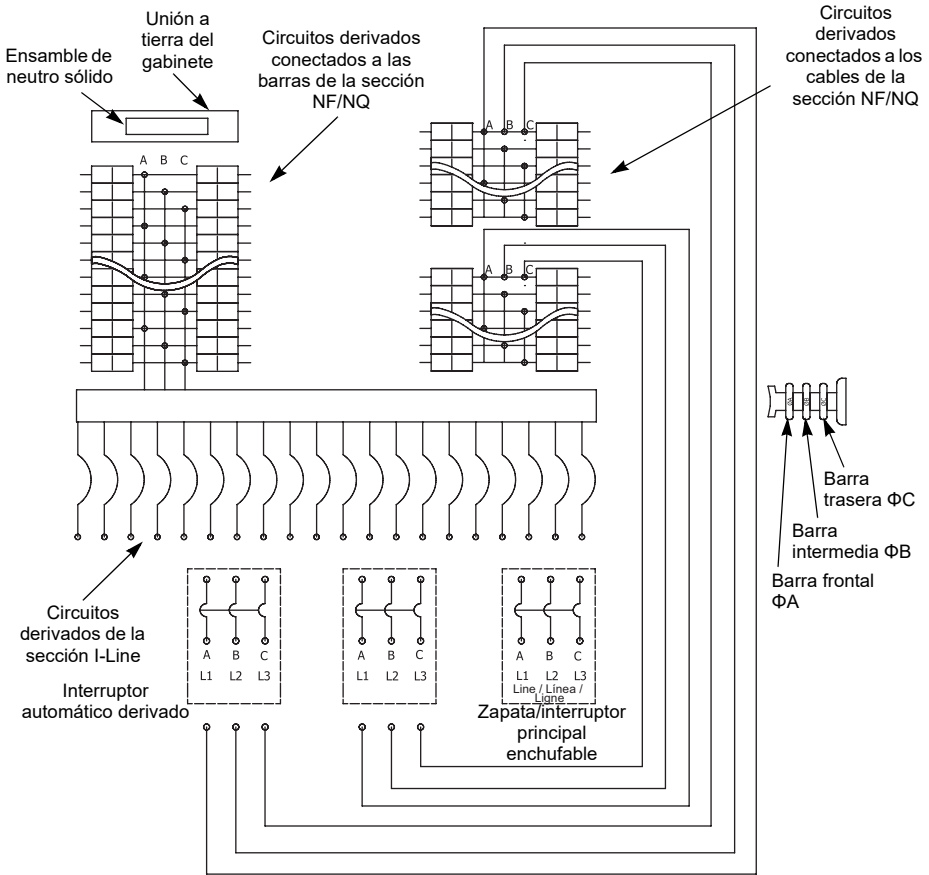 Ensamble de
neutro sólido
Unión a
tierra del
gabinete
Circuitos derivados
conectados a las
barras de la sección
NF/NQ
Circuitos
derivados
conectados a los
cables de la
sección NF/NQ
A B C
A B C
A B C
ΦA ΦB ΦC
Barra
trasera ΦC
Barra
intermedia ΦB
Barra frontal
ΦA
Circuitos
derivados de la
sección I-Line
Interruptor
automático derivado
A B C
L1 L2 L3
A B C
L1 L2 L3
A B C
L1 L2 L3
Line / Línea /
Ligne
Zapata/interruptor
principal
enchufable